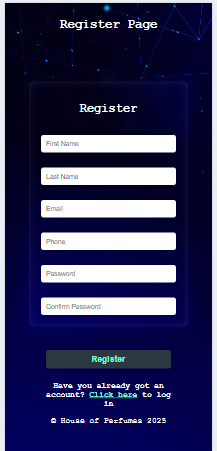 Register Page
Register
First Name
Last Name
Email
Phone
Password
Confirm Password
Register
Have you already got an
account? Click here to log
in
© House of Perfumes 2025